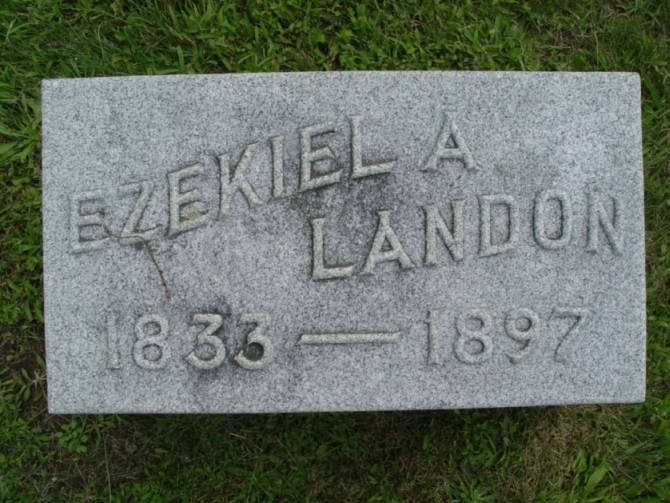 EZEKIEL A
LANDON
1833 — 1897